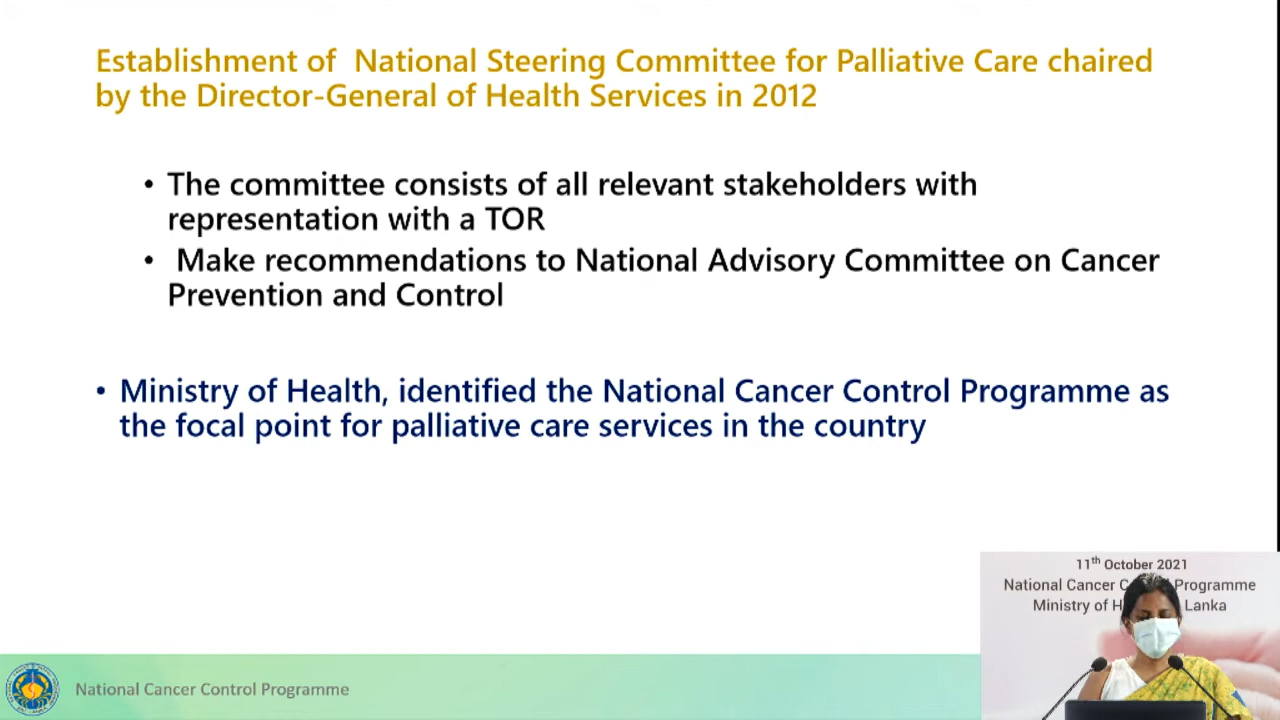 Establishment of National Steering Committee for Palliative Care chaired
by the Director-General of Health Services in 2012
• The committee consists of all relevant stakeholders with
representation with a TOR
• Make recommendations to National Advisory Committee on Cancer
Prevention and Control
• Ministry of Health, identified the National Cancer Control Programme as
the focal point for palliative care services in the country
11th October 2021
National Cancer Programme
Ministry of Lanka
National Cancer Control Programme